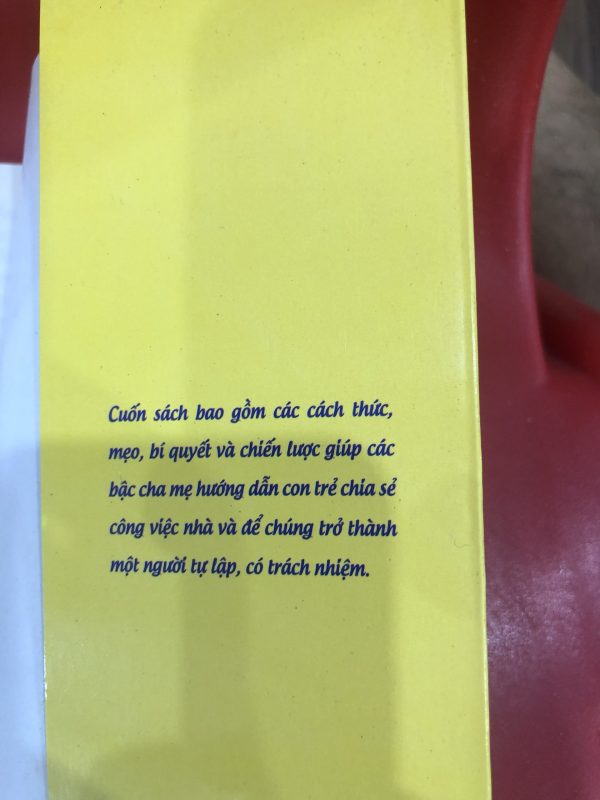 Cuốn sách bao gồm các cách thức,
mẹo, bí quyết và chiến lược giúp các
bậc cha mẹ hướng dẫn con trẻ chia sẻ
công việc nhà và để chúng trở thành
một người tự lập, có trách nhiệm.